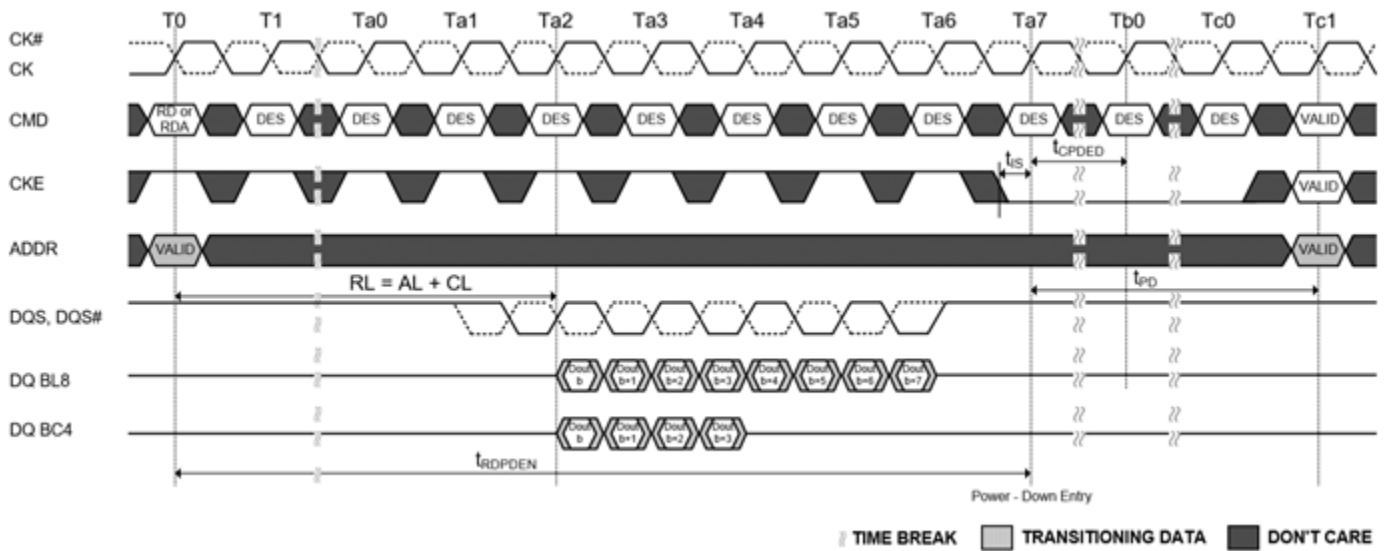 T0 T1 Ta0 Ta1 Ta2 Ta3 Ta4 Ta5 Ta6 Ta7 Tb0 Tc0 Tc1
CK#
CK
CMD RD or RDA DES DES DES DES DES DES DES DES DES DES DES VALID
tIS tCPDED
CKE VALID
ADDR VALID VALID
RL = AL + CL tPD
DQS, DQS#
DQ BL8 Dout b Dout b+1 Dout b+2 Dout b+3 Dout b+4 Dout b+5 Dout b+6 Dout b+7
DQ BC4 Dout b Dout b+1 Dout b+2 Dout b+3
tRDPDEN
Power - Down Entry
TIME BREAK TRANSITIONING DATA DON'T CARE